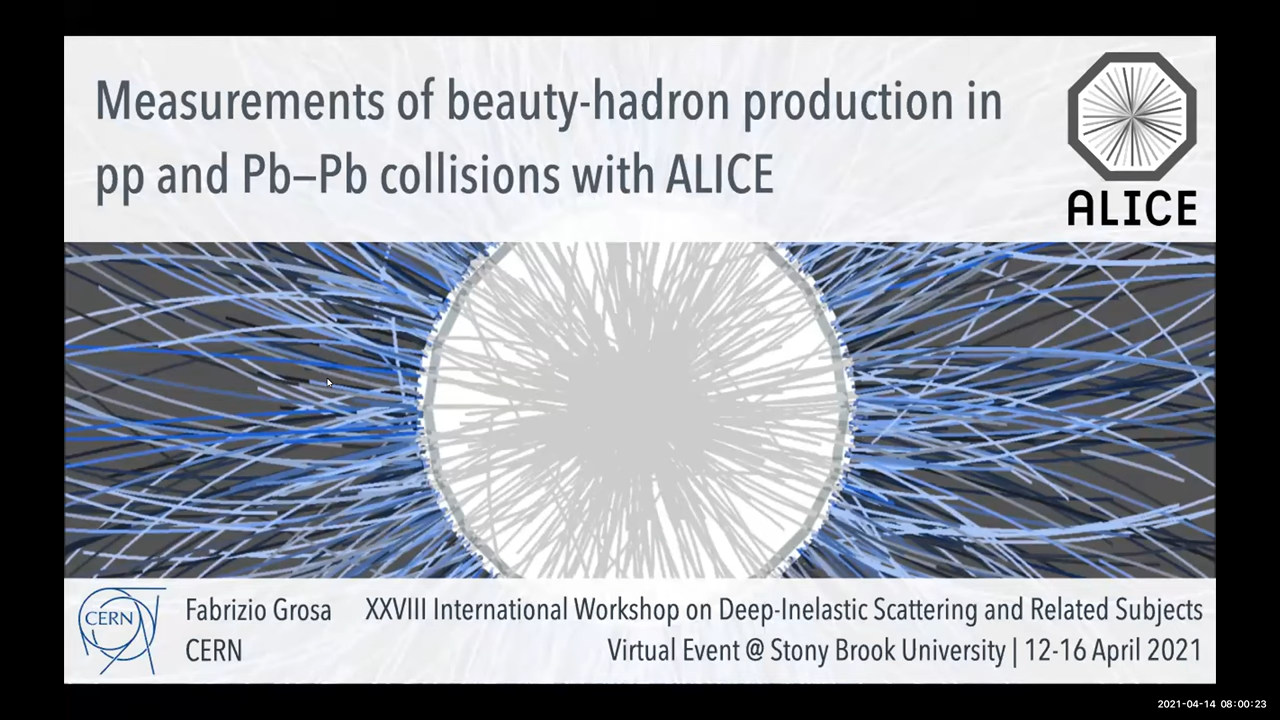 Measurements of beauty-hadron production in
pp and Pb–Pb collisions with ALICE
ALICE
CERN
Fabrizio Grosa
CERN
XXVIII International Workshop on Deep-Inelastic Scattering and Related Subjects
Virtual Event @ Stony Brook University | 12-16 April 2021
2021-04-14 08:00:23